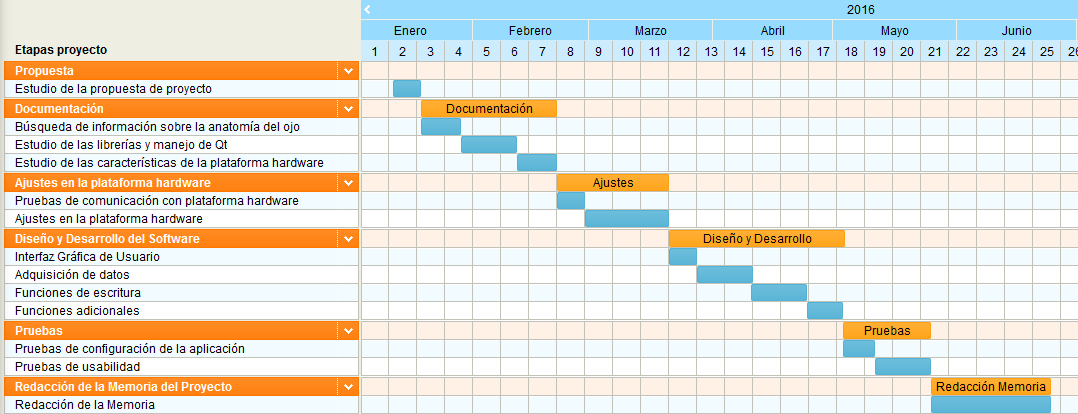 2016
Enero Febrero Marzo Abril Mayo Junio
Etapas proyecto 1 2 3 4 5 6 7 8 9 10 11 12 13 14 15 16 17 18 19 20 21 22 23 24 25 26
Propuesta
Estudio de la propuesta de proyecto
Documentación Documentación
Búsqueda de información sobre la anatomía del ojo
Estudio de las librerías y manejo de Qt
Estudio de las características de la plataforma hardware
Ajustes en la plataforma hardware Ajustes
Pruebas de comunicación con plataforma hardware
Ajustes en la plataforma hardware
Diseño y Desarrollo del Software Diseño y Desarrollo
Interfaz Gráfica de Usuario
Adquisición de datos
Funciones de escritura
Funciones adicionales
Pruebas Pruebas
Pruebas de configuración de la aplicación
Pruebas de usabilidad
Redacción de la Memoria del Proyecto Redacción Memoria
Redacción de la Memoria